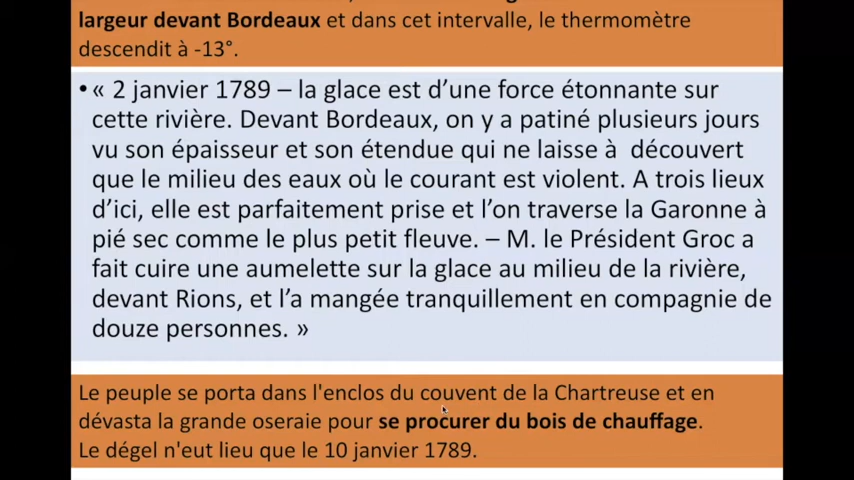 largeur devant Bordeaux et dans cet intervalle, le thermomètre
descendit à -13°.
• « 2 janvier 1789 – la glace est d’une force étonnante sur
cette rivière. Devant Bordeaux, on y a patiné plusieurs jours
vu son épaisseur et son étendue qui ne laisse à découvert
que le milieu des eaux où le courant est violent. A trois lieux
d’ici, elle est parfaitement prise et l’on traverse la Garonne à
pié sec comme le plus petit fleuve. – M. le Président Groc a
fait cuire une aumelette sur la glace au milieu de la rivière,
devant Rions, et l’a mangée tranquillement en compagnie de
douze personnes. »
Le peuple se porta dans l'enclos du couvent de la Chartreuse et en
dévasta la grande oseraie pour se procurer du bois de chauffage.
Le dégel n'eut lieu que le 10 janvier 1789.